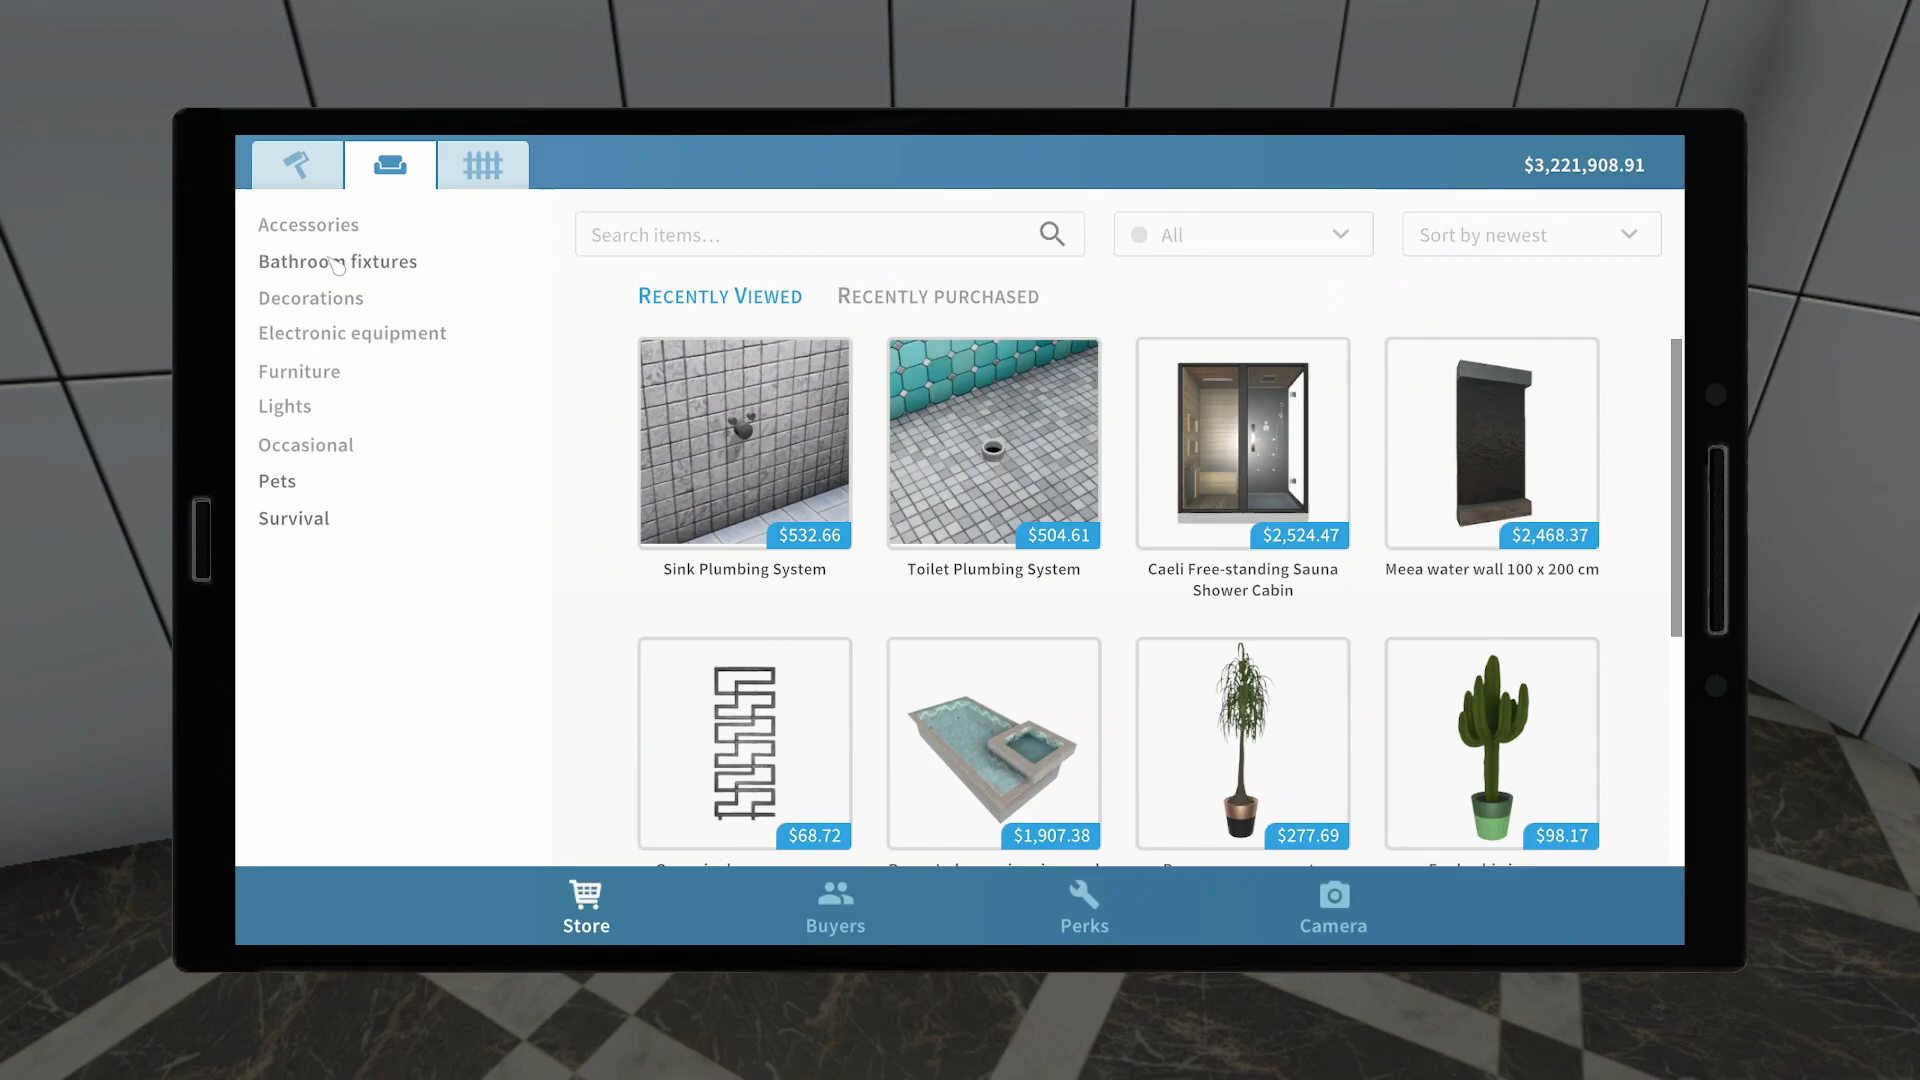 $3,221,908.91
Accessories
Bathroom fixtures
Decorations
Electronic equipment
Furniture
Lights
Occasional
Pets
Survival
Search items...
All
Sort by newest
RECENTLY VIEWED
RECENTLY PURCHASED
$532.66
$504.61
$2,524.47
$2,468.37
Sink Plumbing System
Toilet Plumbing System
Caeli Free-standing Sauna
Shower Cabin
Meea water wall 100 x 200 cm
$68.72
$1,907.38
$277.69
$98.17
Store
Buyers
Perks
Camera